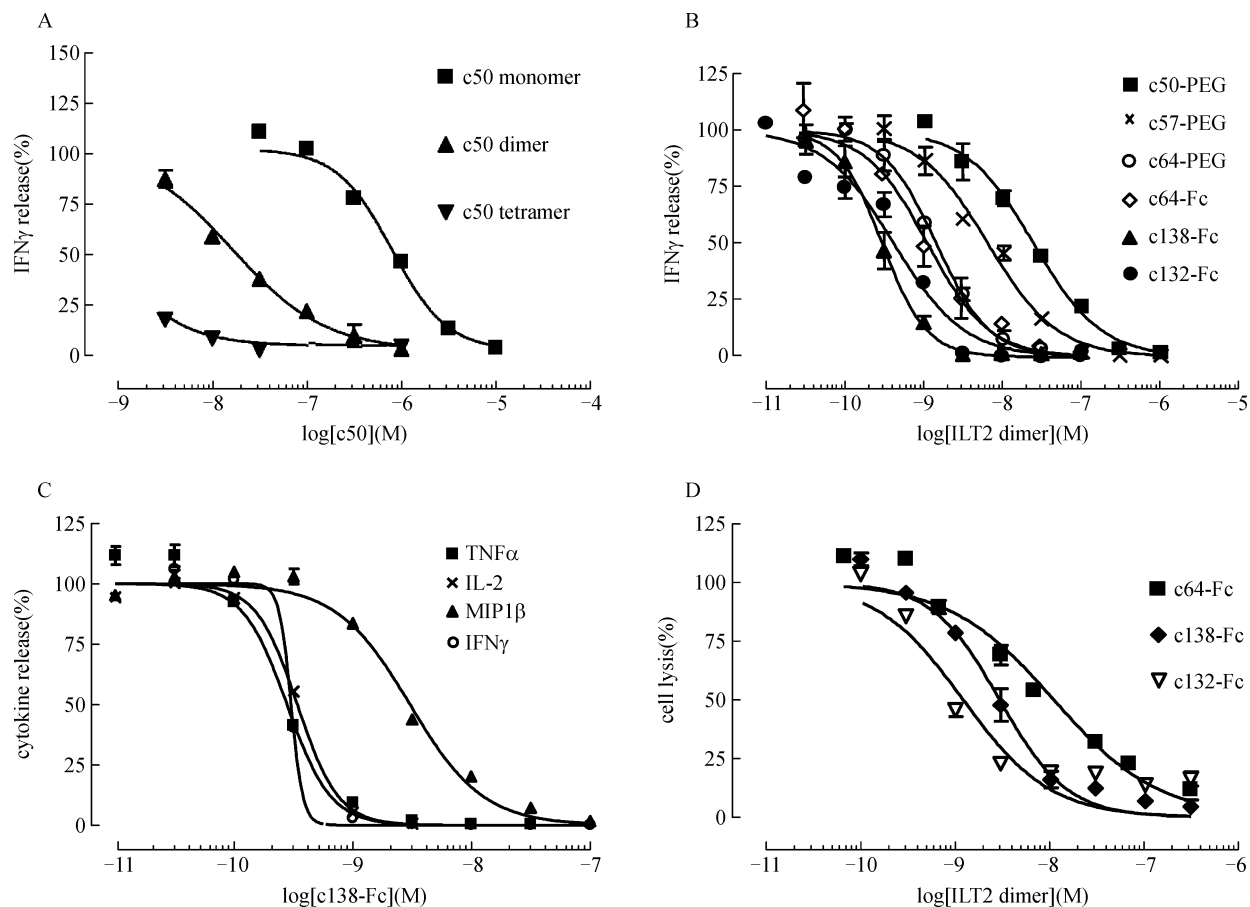 A
150
125
100
75
50
25
0
IFNγ release(%)
c50 monomer
c50 dimer
c50 tetramer
−9 −8 −7 −6 −5 −4
log[c50](M)
B
125
100
75
50
25
0
IFNγ release(%)
c50-PEG
c57-PEG
c64-PEG
c64-Fc
c138-Fc
c132-Fc
−11 −10 −9 −8 −7 −6 −5
log[ILT2 dimer](M)
C
125
100
75
50
25
0
cytokine release(%)
TNFα
IL-2
MIP1β
IFNγ
−11 −10 −9 −8 −7
log[c138-Fc](M)
D
125
100
75
50
25
0
cell lysis(%)
c64-Fc
c138-Fc
c132-Fc
−11 −10 −9 −8 −7 −6
log[ILT2 dimer](M)